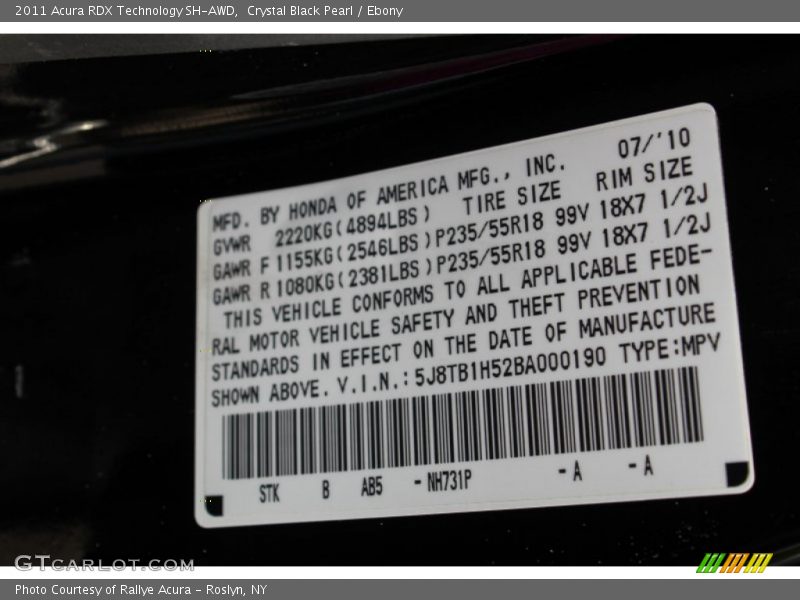 2011 Acura RDX Technology SH-AWD,  Crystal Black Pearl / Ebony
MFD. BY HONDA OF AMERICA MFG., INC. 07/'10
GVWR 2220KG(4894LBS) TIRE SIZE RIM SIZE
GAWR F 1155KG(2546LBS) P235/55R18 99V 18X7 1/2J
GAWR R 1080KG(2381LBS) P235/55R18 99V 18X7 1/2J
THIS VEHICLE CONFORMS TO ALL APPLICABLE FEDE-
RAL MOTOR VEHICLE SAFETY AND THEFT PREVENTION
STANDARDS IN EFFECT ON THE DATE OF MANUFACTURE
SHOWN ABOVE. V.I.N.: 5J8TB1H52BA000190 TYPE:MPV
STK B AB5 - NH731P - A - A
GTCARLOT.COM
Photo Courtesy of Rallye Acura - Roslyn, NY